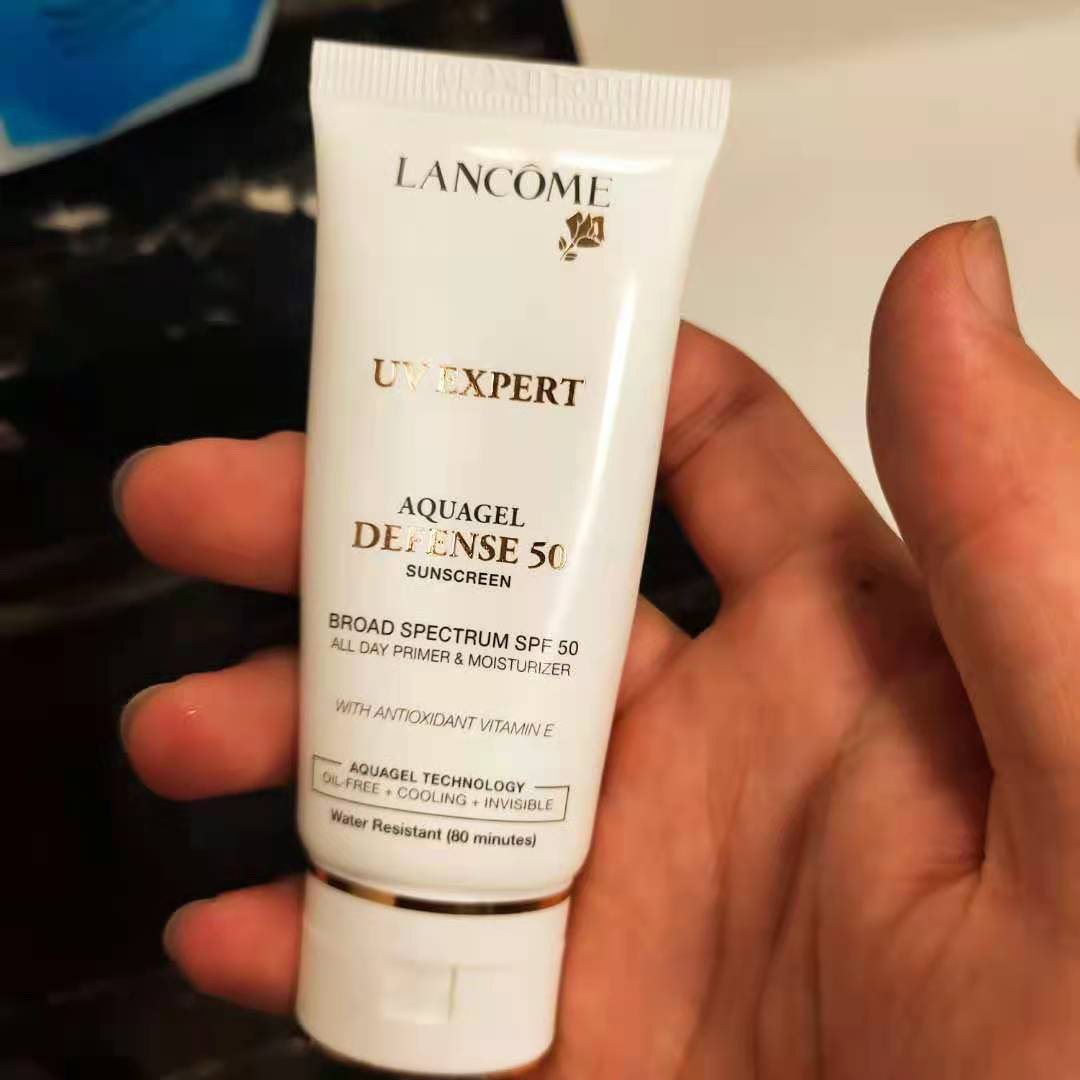 LANCÔME
UV EXPERT
AQUAGEL
DEFENSE 50
SUNSCREEN
BROAD SPECTRUM SPF 50
ALL DAY PRIMER & MOISTURIZER
WITH ANTIOXIDANT VITAMIN E
AQUAGEL TECHNOLOGY
OIL-FREE + COOLING + INVISIBLE
Water Resistant (80 minutes)